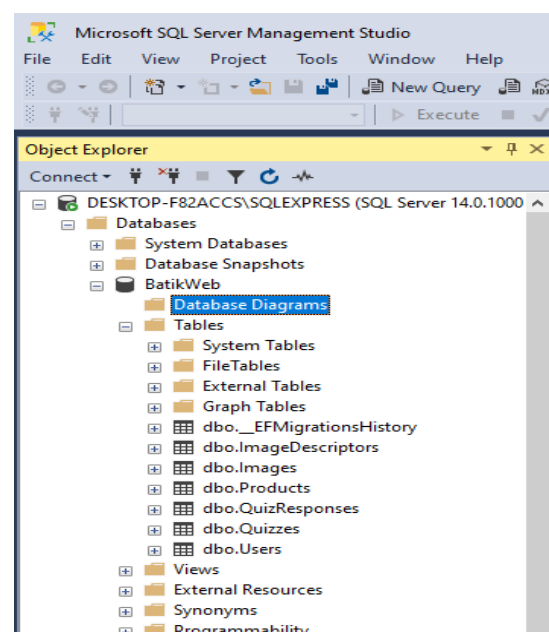 Microsoft SQL Server Management Studio
File Edit View Project Tools Window Help
New Query
Execute
Object Explorer
Connect
DESKTOP-F82ACCS\SQLEXPRESS (SQL Server 14.0.1000
Databases
System Databases
Database Snapshots
BatikWeb
Database Diagrams
Tables
System Tables
FileTables
External Tables
Graph Tables
dbo.__EFMigrationsHistory
dbo.ImageDescriptors
dbo.Images
dbo.Products
dbo.QuizResponses
dbo.Quizzes
dbo.Users
Views
External Resources
Synonyms
Programmability